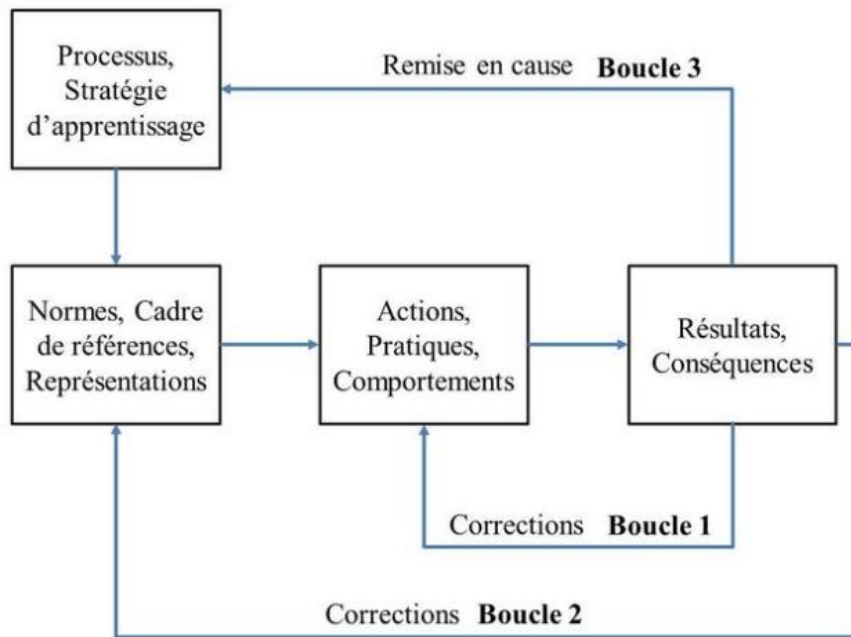 Processus,
Stratégie
d’apprentissage
Remise en cause Boucle 3
Normes, Cadre
de références,
Représentations
Actions,
Pratiques,
Comportements
Résultats,
Conséquences
Corrections Boucle 1
Corrections Boucle 2